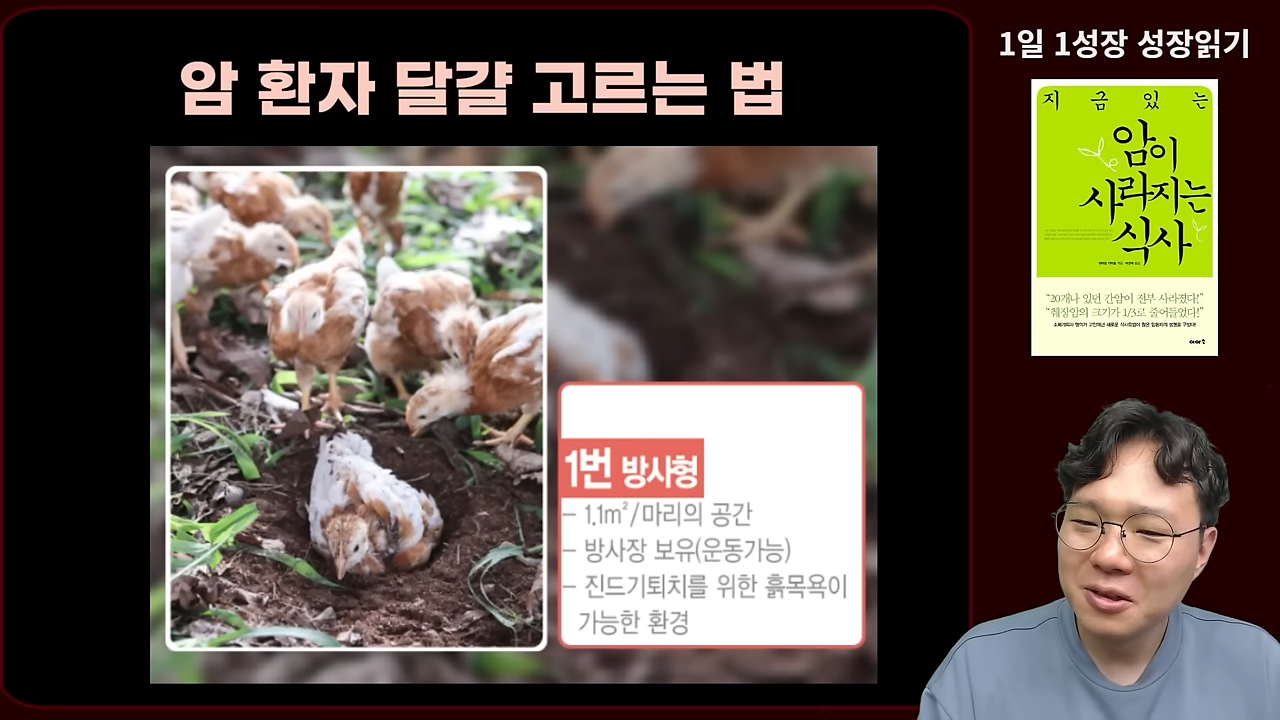 암 환자 달걀 고르는 법
1번 방사형
- 1.1m²/마리의 공간
- 방사장 보유(운동가능)
- 진드기퇴치를 위한 흙목욕이
가능한 환경
1일 1성장 성장읽기
지금 있는
암이
사라지는
식사
"20개나 있던 간암이 전부 사라졌다!"
"췌장암의 크기가 1/3로 줄어들었다!"